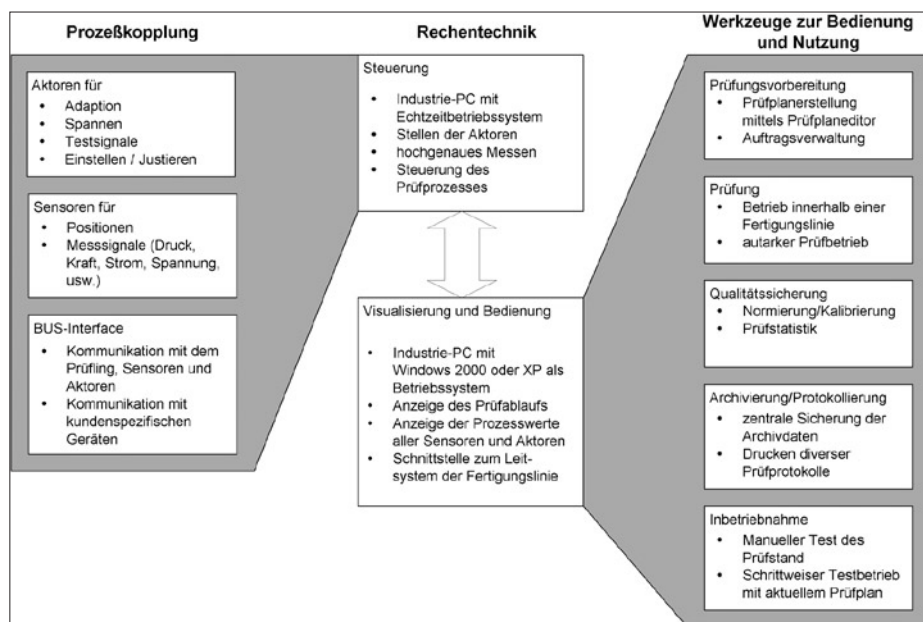 Prozeßkopplung
Aktoren für
• Adaption
• Spannen
• Testsignale
• Einstellen / Justieren
Sensoren für
• Positionen
• Messsignale (Druck,
Kraft, Strom, Spannung,
usw.)
BUS-Interface
• Kommunikation mit dem
Prüfling, Sensoren und
Aktoren
• Kommunikation mit
kundenspezifischen
Geräten
Rechentechnik
Steuerung
• Industrie-PC mit
Echtzeitbetriebssystem
• Stellen der Aktoren
• hochgenaues Messen
• Steuerung des
Prüfprozesses
Visualisierung und Bedienung
• Industrie-PC mit
Windows 2000 oder XP als
Betriebssystem
• Anzeige des Prüfablaufs
• Anzeige der Prozesswerte
aller Sensoren und Aktoren
• Schnittstelle zum Leit-
system der Fertigungslinie
Werkzeuge zur Bedienung
und Nutzung
Prüfungsvorbereitung
• Prüfplanerstellung
mittels Prüfplaneditor
• Auftragsverwaltung
Prüfung
• Betrieb innerhalb einer
Fertigungslinie
• autarker Prüfbetrieb
Qualitätssicherung
• Normierung/Kalibrierung
• Prüfstatistik
Archivierung/Protokollierung
• zentrale Sicherung der
Archivdaten
• Drucken diverser
Prüfprotokolle
Inbetriebnahme
• Manueller Test des
Prüfstand
• Schrittweiser Testbetrieb
mit aktuellem Prüfplan